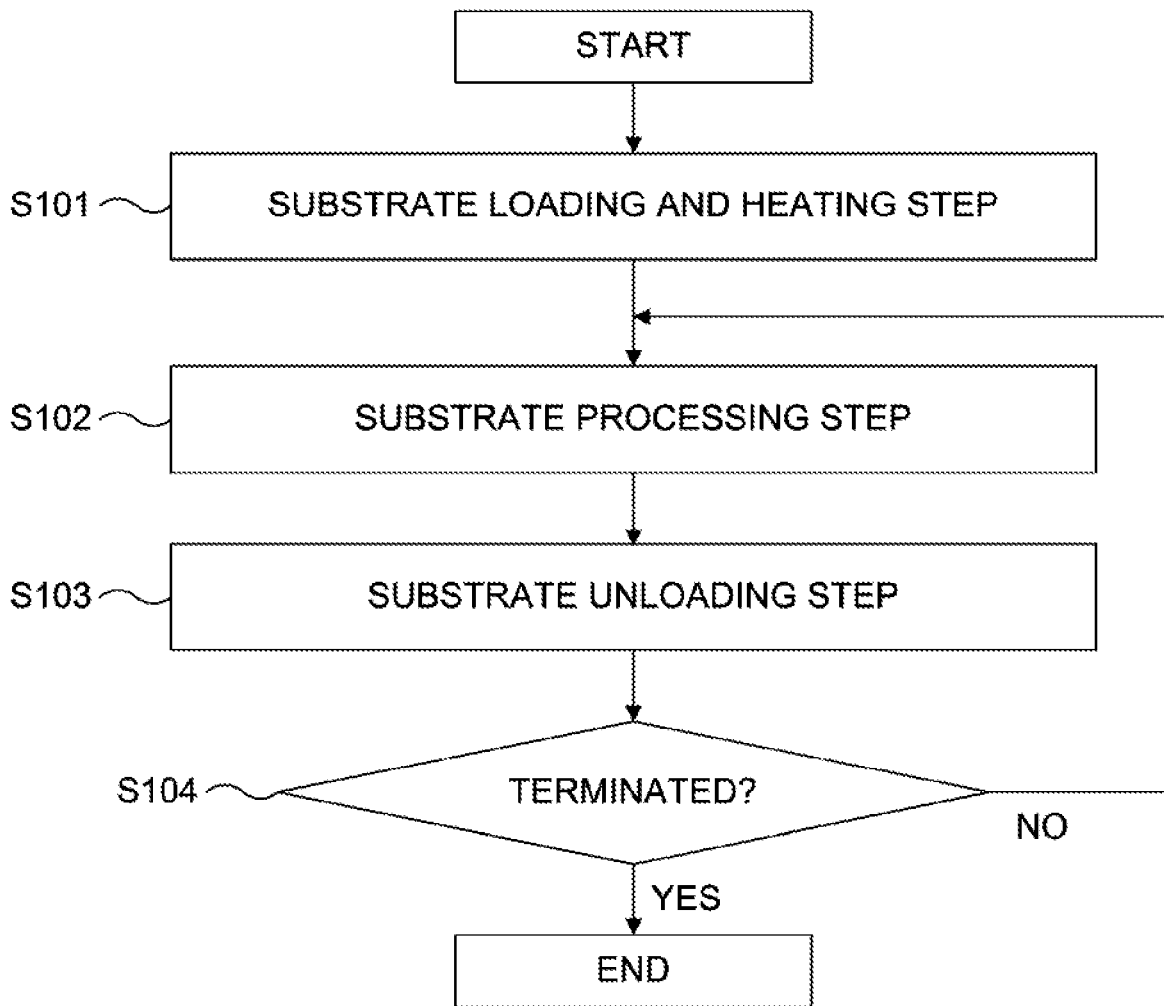 START
S101
SUBSTRATE LOADING AND HEATING STEP
S102
SUBSTRATE PROCESSING STEP
S103
SUBSTRATE UNLOADING STEP
S104
TERMINATED?
NO
YES
END